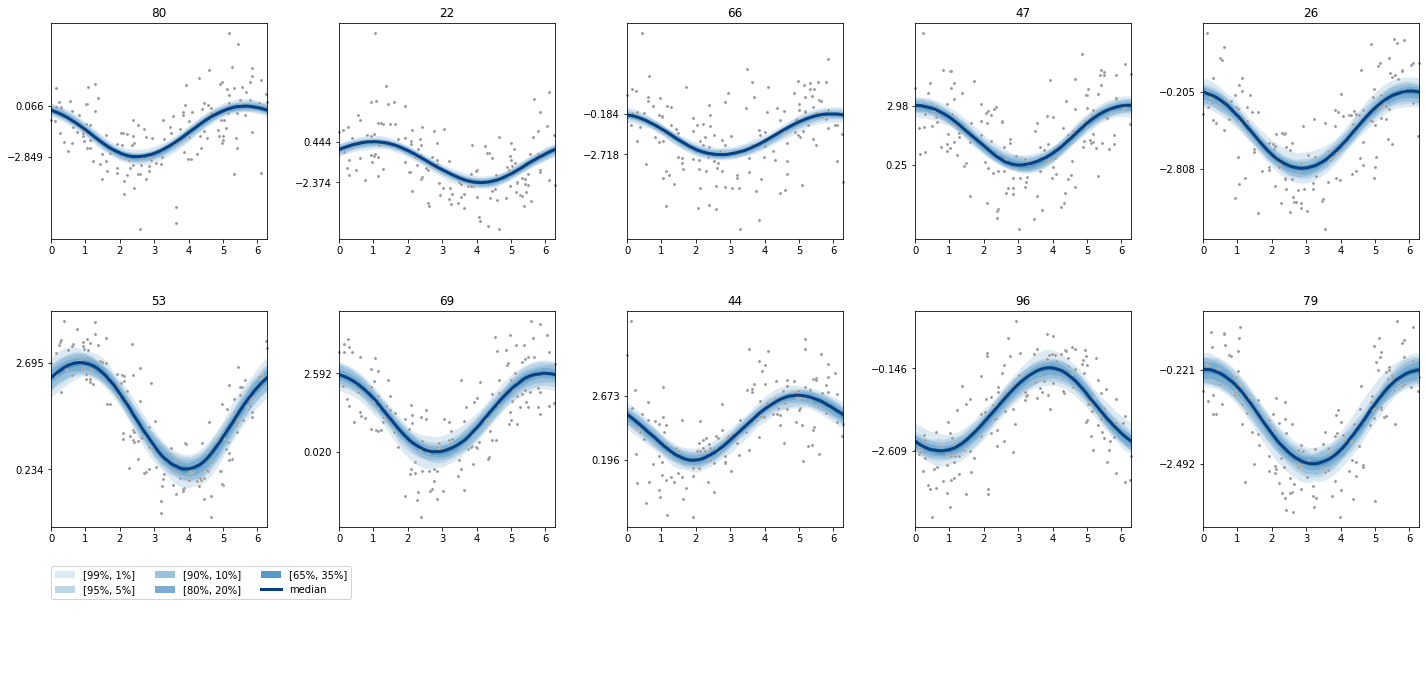 80 22 66 47 26
0.066 0.444 −0.184 2.98 −0.205
−2.849 −2.374 −2.718 0.25 −2.808
0 1 2 3 4 5 6 0 1 2 3 4 5 6 0 1 2 3 4 5 6 0 1 2 3 4 5 6 0 1 2 3 4 5 6
53 69 44 96 79
2.695 2.592 2.673 −0.146 −0.221
0.234 0.020 0.196 −2.609 −2.492
0 1 2 3 4 5 6 0 1 2 3 4 5 6 0 1 2 3 4 5 6 0 1 2 3 4 5 6 0 1 2 3 4 5 6
[99%, 1%] [90%, 10%] [65%, 35%]
[95%, 5%] [80%, 20%] median